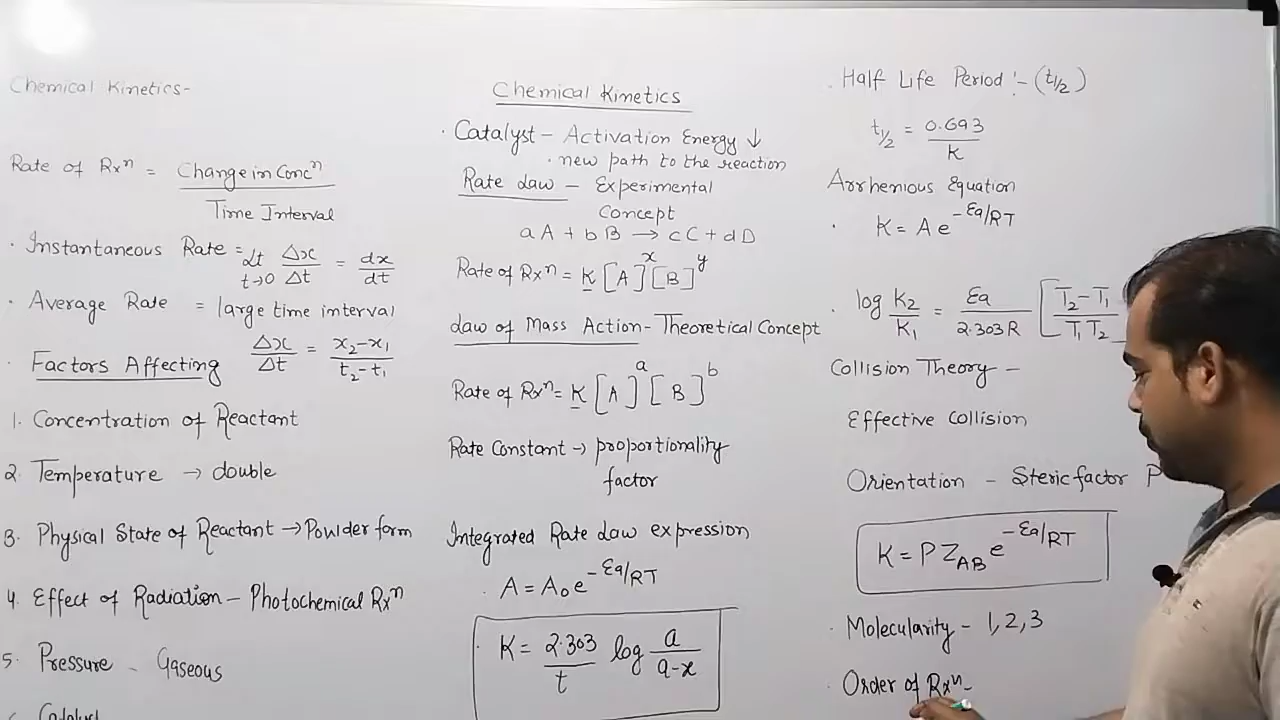 Chemical Kinetics-
Rate of Rxⁿ = Change in Concⁿ
Time Interval
· Instantaneous Rate = Lt t→0 Δx/Δt = dx/dt
· Average Rate = large time interval
Δx/Δt = x₂-x₁/t₂-t₁
· Factors Affecting
1. Concentration of Reactant
2. Temperature → double
3. Physical State of Reactant → Powder form
4. Effect of Radiation - Photochemical Rxⁿ
5. Pressure - Gaseous
Catalyst
Chemical Kinetics
· Catalyst - Activation Energy ↓
· new path to the reaction
Rate Law - Experimental
Concept
aA + bB → cC + dD
Rate of Rxⁿ = K [A]ˣ [B]ʸ
Law of Mass Action - Theoretical Concept
Rate of Rxⁿ = K [A]ᵃ [B]ᵇ
Rate Constant → proportionality
factor
Integrated Rate Law expression
· A = A₀e^-Ea/RT
· K = 2.303/t log a/a-x
· Half Life Period :- (t1/2)
t1/2 = 0.693/K
Arrhenious Equation
· K = Ae^-Ea/RT
· log K₂/K₁ = Ea/2.303R [T₂-T₁/T₁T₂
Collision Theory -
Effective Collision
Orientation - Steric factor P
K = P Z_AB e^-Ea/RT
· Molecularity - 1, 2, 3
· Order of Rxⁿ-